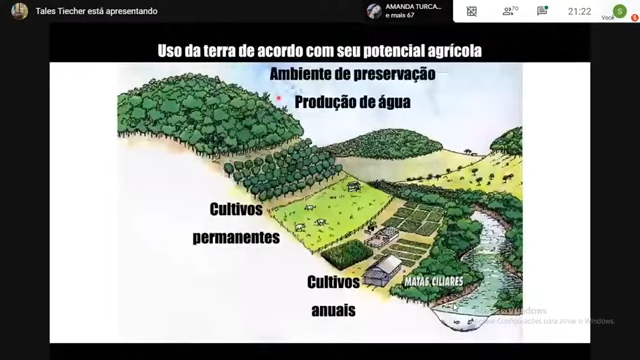 Tales Tiecher está apresentando
AMANDA TURCA...
e mais 67
70
21:22
S
Você
Uso da terra de acordo com seu potencial agrícola
Ambiente de preservação
Produção de água
Cultivos
permanentes
Cultivos
anuais
MATAS CILIARES
Windows
Configurações para ativar o Windows.